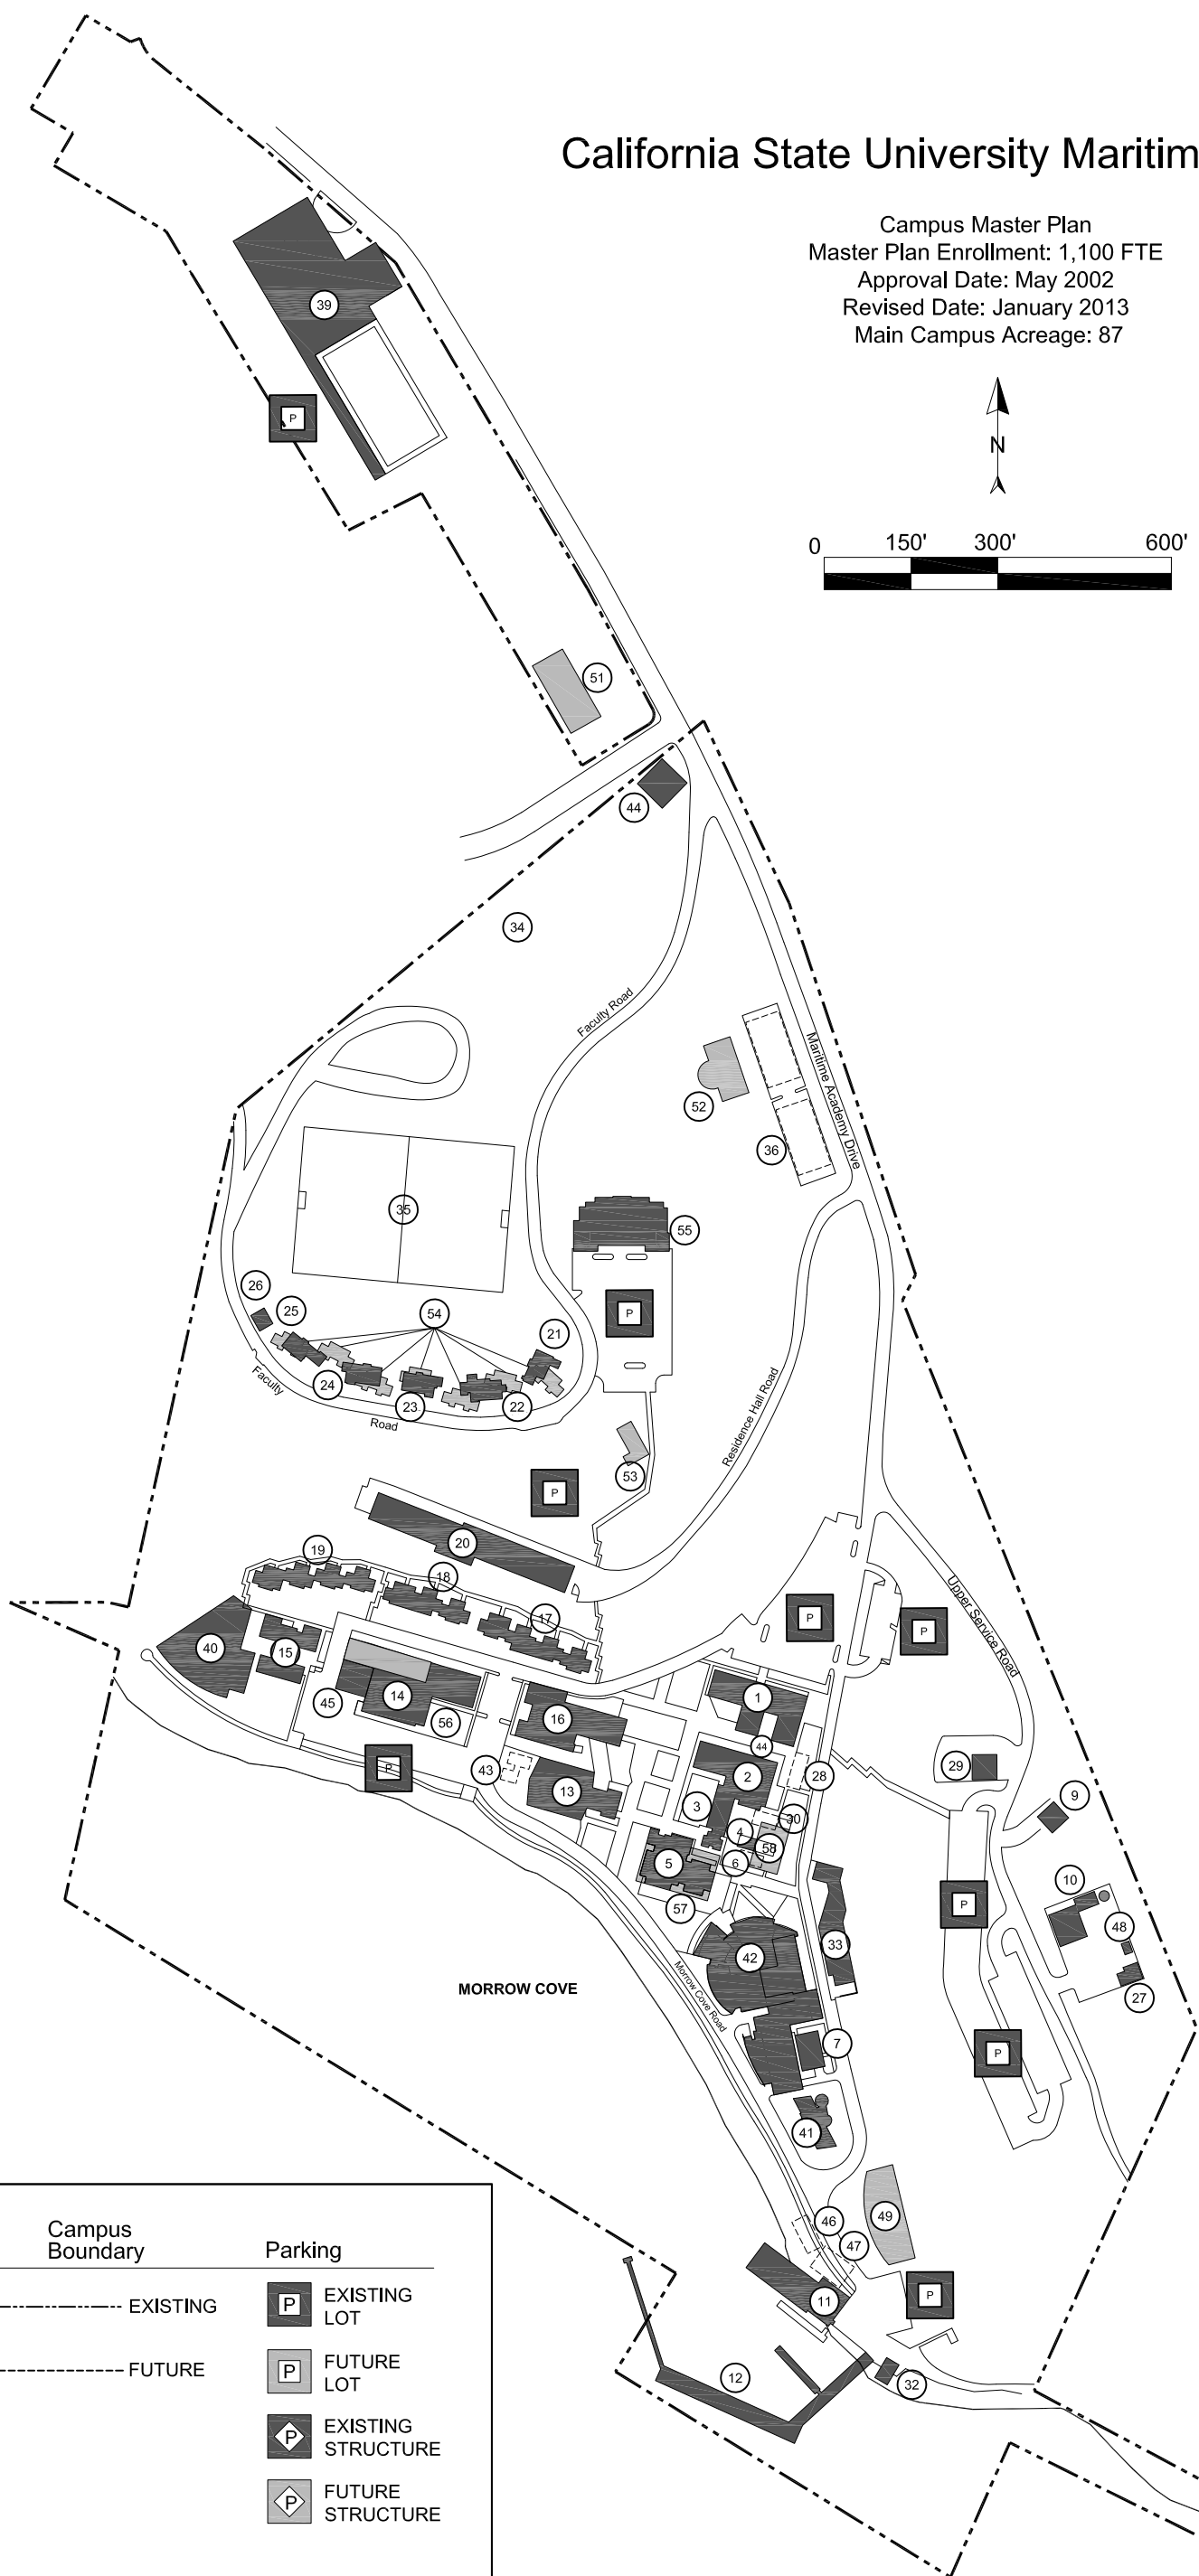 California State University Maritim
Campus Master Plan
Master Plan Enrollment: 1,100 FTE
Approval Date: May 2002
Revised Date: January 2013
Main Campus Acreage: 87
N
0 150' 300' 600'
39
P
51
44
34
Faculty Road
Maritime Academy Drive
52
36
35
55
26
25
54
21
P
24
23
22
Faculty
Road
Residence Hall Road
53
P
20
19
18
17
P
P
Upper Service Road
40
15
45
14
56
16
1
44
2
28
29
43
13
3
30
9
P
4
58
5
6
57
10
P
48
42
33
27
MORROW COVE
Morrow Cove Road
7
P
41
46
49
47
11
P
12
32
Campus
Boundary
Parking
EXISTING
P EXISTING
LOT
FUTURE
P FUTURE
LOT
P EXISTING
STRUCTURE
P FUTURE
STRUCTURE